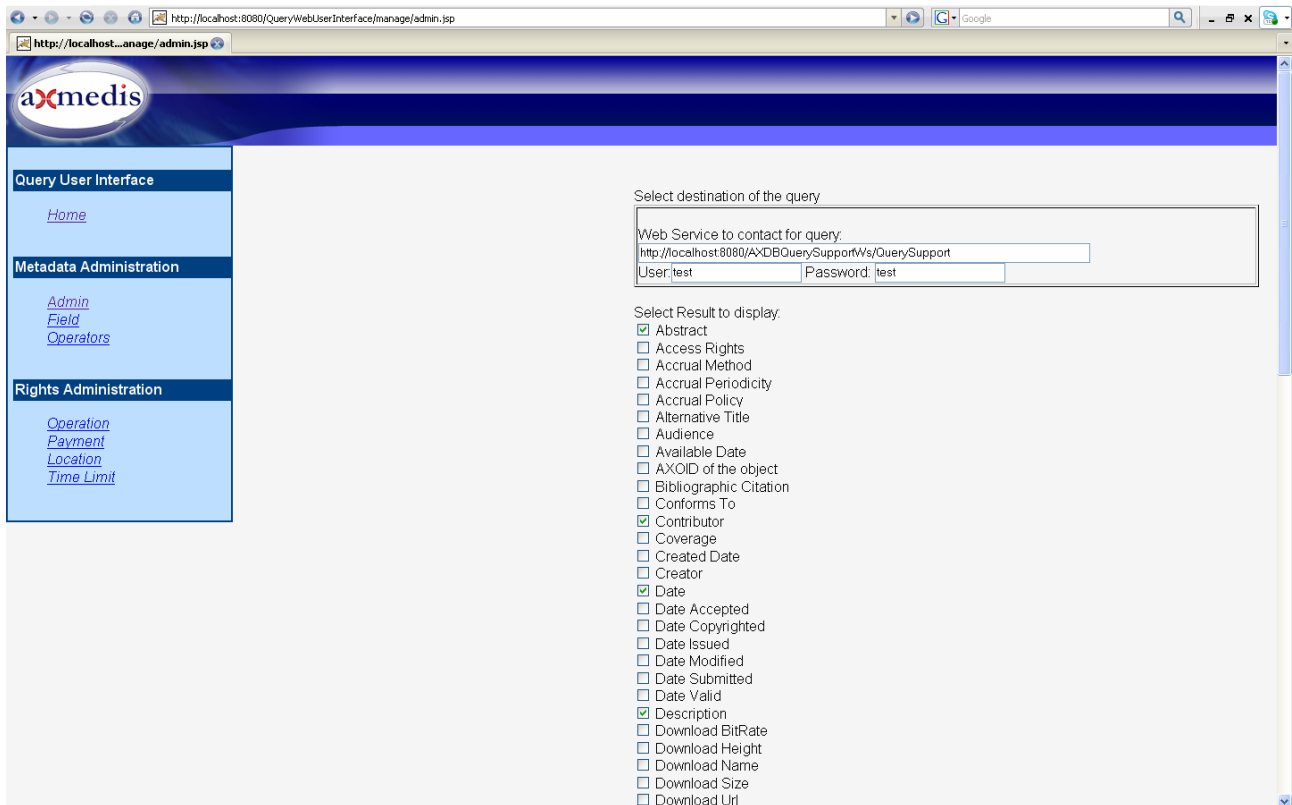 http://localhost:8080/QueryWebUserInterface/manage/admin.jsp
G Google
http://localhost...anage/admin.jsp
axmedis
Query User Interface
Home
Metadata Administration
Admin
Field
Operators
Rights Administration
Operation
Payment
Location
Time Limit
Select destination of the query
Web Service to contact for query:
http://localhost:8080/AXDBQuerySupportWs/QuerySupport
User: test Password: test
Select Result to display:
Abstract
Access Rights
Accrual Method
Accrual Periodicity
Accrual Policy
Alternative Title
Audience
Available Date
AXOID of the object
Bibliographic Citation
Conforms To
Contributor
Coverage
Created Date
Creator
Date
Date Accepted
Date Copyrighted
Date Issued
Date Modified
Date Submitted
Date Valid
Description
Download BitRate
Download Height
Download Name
Download Size
Download Url